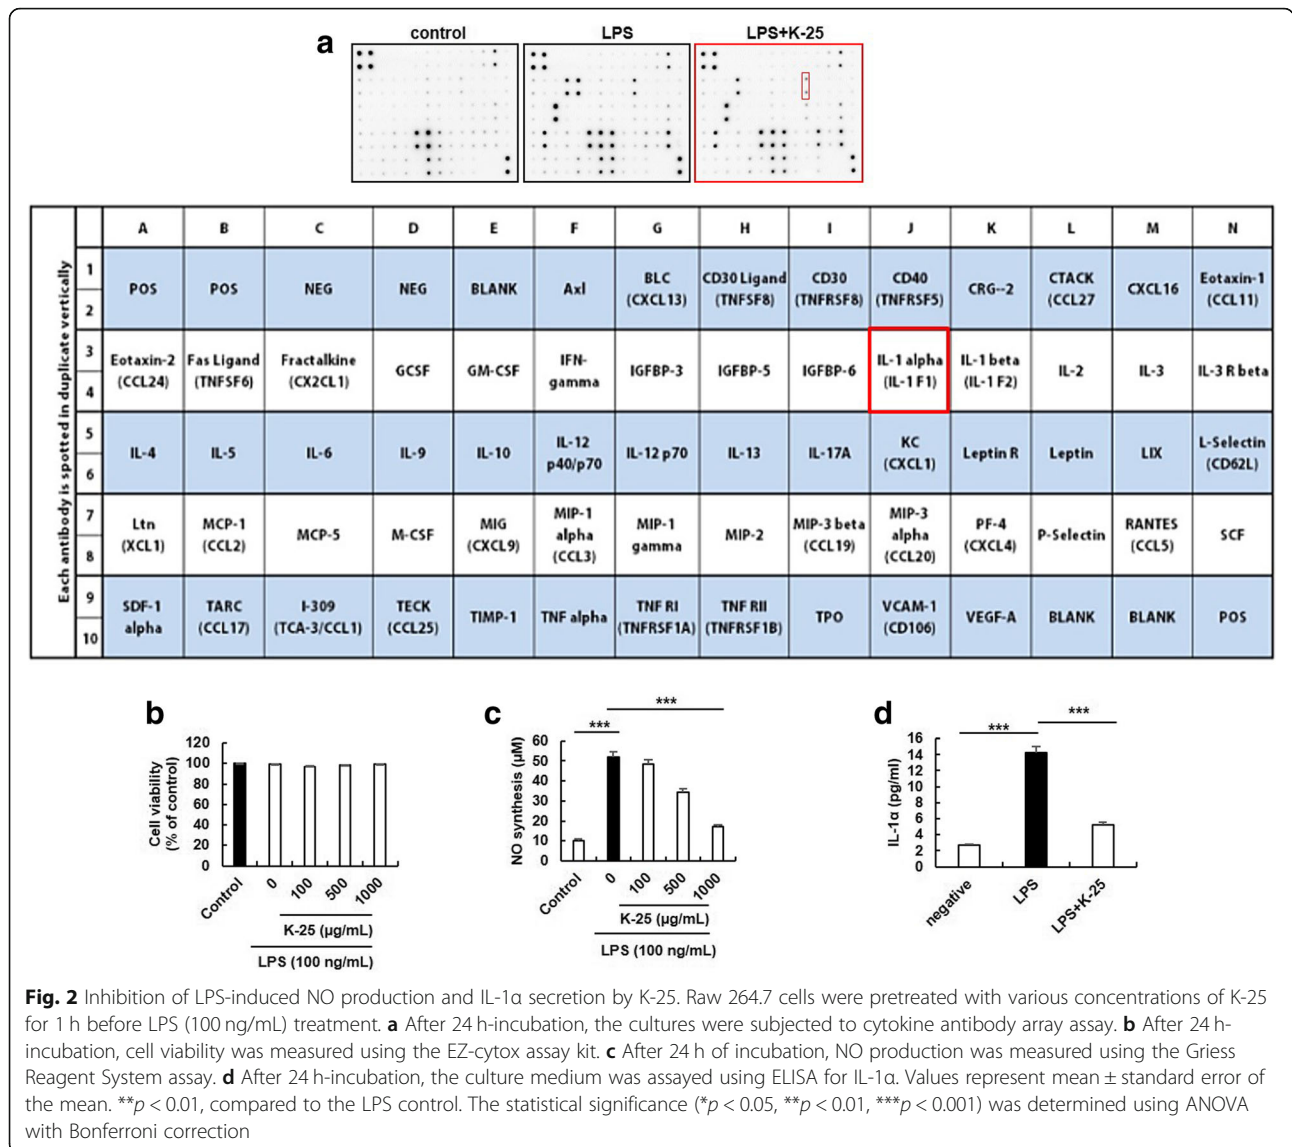 a
control LPS LPS+K-25
Each antibody is spotted in duplicate vertically
A B C D E F G H I J K L M N
1
2
POS POS NEG NEG BLANK Axl BLC (CXCL13) CD30 Ligand (TNFSF8) CD30 (TNFRSF8) CD40 (TNFRSF5) CRG--2 CTACK (CCL27 CXCL16 Eotaxin-1 (CCL11)
3
4
Eotaxin-2 (CCL24) Fas Ligand (TNFSF6) Fractalkine (CX2CL1) GCSF GM-CSF IFN-gamma IGFBP-3 IGFBP-5 IGFBP-6 IL-1 alpha (IL-1 F1) IL-1 beta (IL-1 F2) IL-2 IL-3 IL-3 R beta
5
6
IL-4 IL-5 IL-6 IL-9 IL-10 IL-12 p40/p70 IL-12 p70 IL-13 IL-17A KC (CXCL1) Leptin R Leptin LIX L-Selectin (CD62L)
7
8
Ltn (XCL1) MCP-1 (CCL2) MCP-5 M-CSF MIG (CXCL9) MIP-1 alpha (CCL3) MIP-1 gamma MIP-2 MIP-3 beta (CCL19) MIP-3 alpha (CCL20) PF-4 (CXCL4) P-Selectin RANTES (CCL5) SCF
9
10
SDF-1 alpha TARC (CCL17) I-309 (TCA-3/CCL1) TECK (CCL25) TIMP-1 TNF alpha TNF RI (TNFRSF1A) TNF RII (TNFRSF1B) TPO VCAM-1 (CD106) VEGF-A BLANK BLANK POS
b
Cell viability
(% of control)
120
100
80
60
40
20
0
Control 0 100 500 1000
K-25 (µg/mL)
LPS (100 ng/mL)
c
***
***
NO synthesis (µM)
60
50
40
30
20
10
0
Control 0 100 500 1000
K-25 (µg/mL)
LPS (100 ng/mL)
d
***
***
IL-1α (pg/ml)
16
14
12
10
8
6
4
2
0
negative LPS LPS+K-25
Fig. 2 Inhibition of LPS-induced NO production and IL-1α secretion by K-25. Raw 264.7 cells were pretreated with various concentrations of K-25
for 1 h before LPS (100 ng/mL) treatment. a After 24 h-incubation, the cultures were subjected to cytokine antibody array assay. b After 24 h-
incubation, cell viability was measured using the EZ-cytox assay kit. c After 24 h of incubation, NO production was measured using the Griess
Reagent System assay. d After 24 h-incubation, the culture medium was assayed using ELISA for IL-1α. Values represent mean ± standard error of
the mean. **p < 0.01, compared to the LPS control. The statistical significance (*p < 0.05, **p < 0.01, ***p < 0.001) was determined using ANOVA
with Bonferroni correction